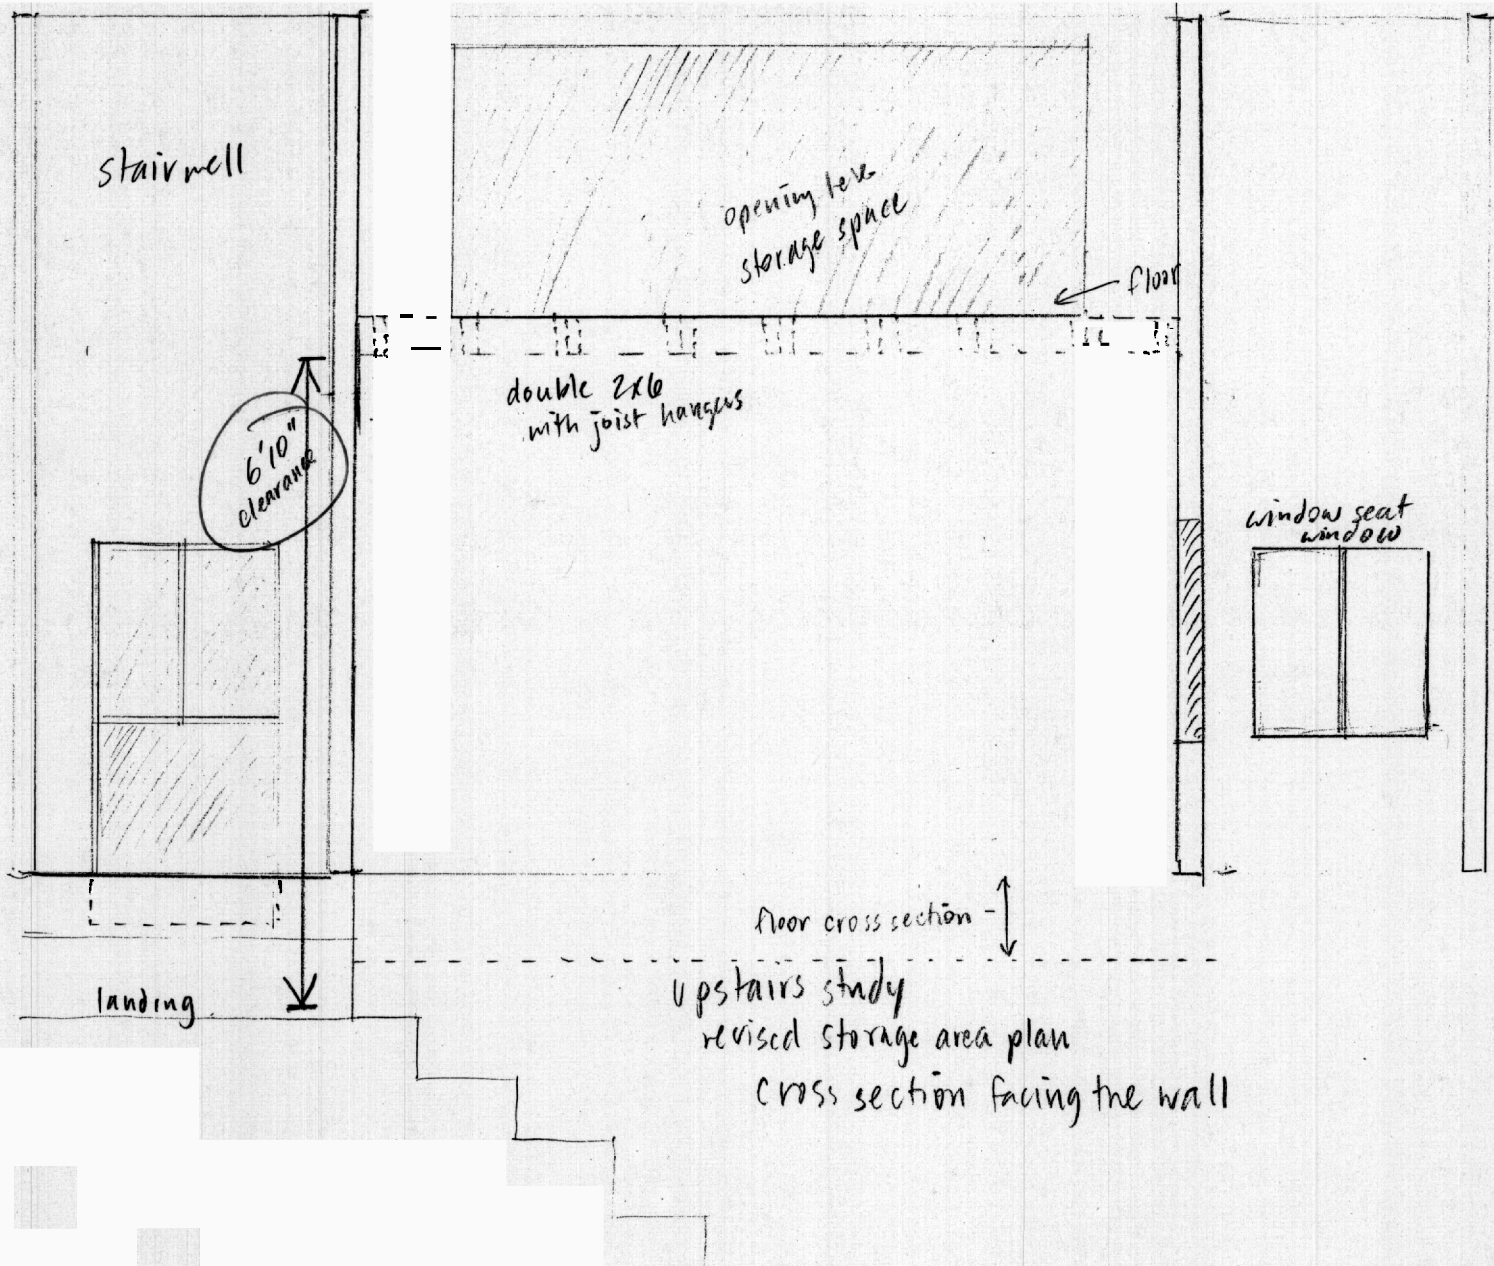 stairwell
opening
storage space
floor
double 2x6
with joist hangers
6'10"
clearance
window seat
window
floor cross section
landing
upstairs study
revised storage area plan
cross section facing the wall